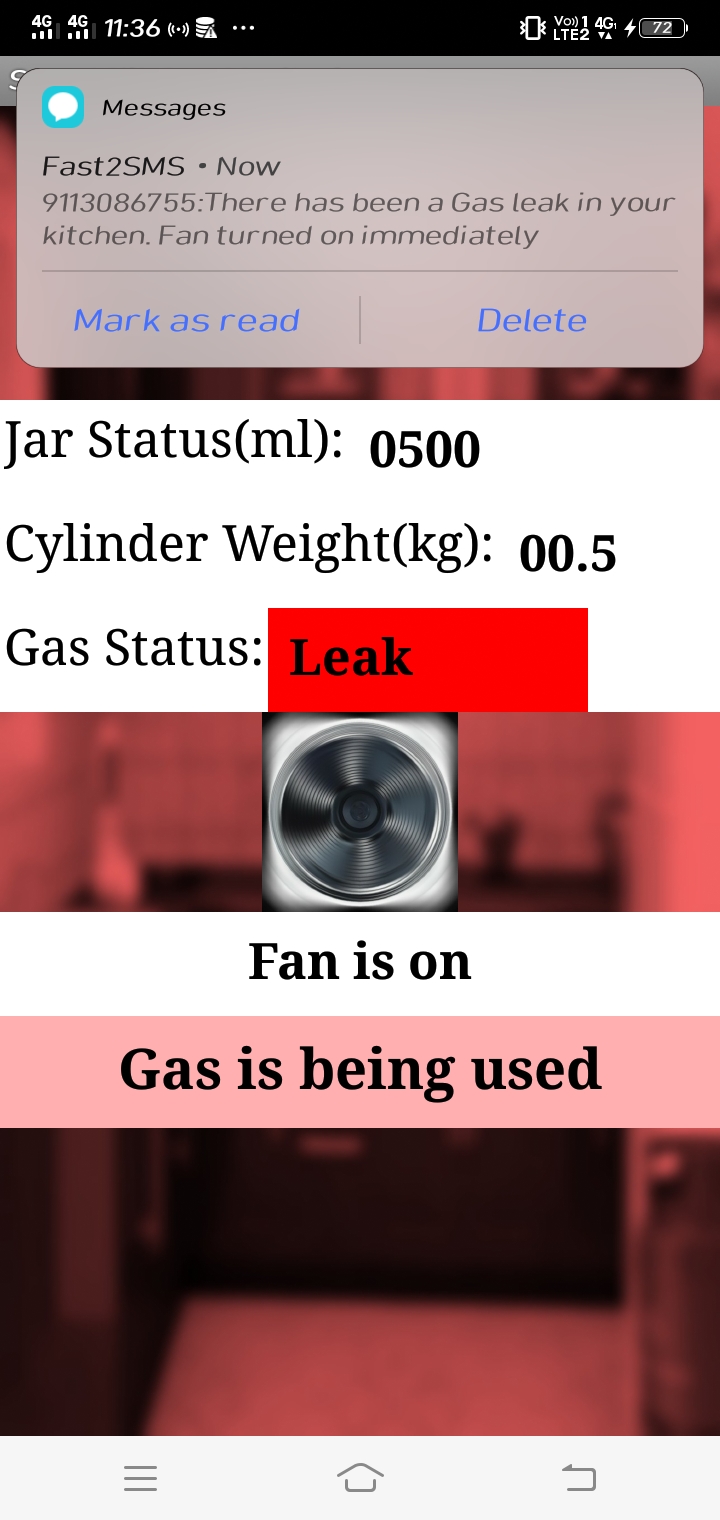 4G 4G 11:36 Vo)) 1 LTE2 4G 72
Messages
Fast2SMS • Now
9113086755:There has been a Gas leak in your
kitchen. Fan turned on immediately
Mark as read Delete
Jar Status(ml): 0500
Cylinder Weight(kg): 00.5
Gas Status: Leak
Fan is on
Gas is being used